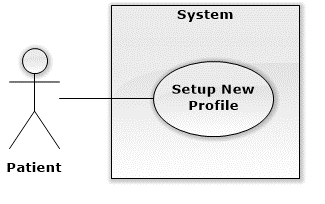 System
Setup New
Profile
Patient